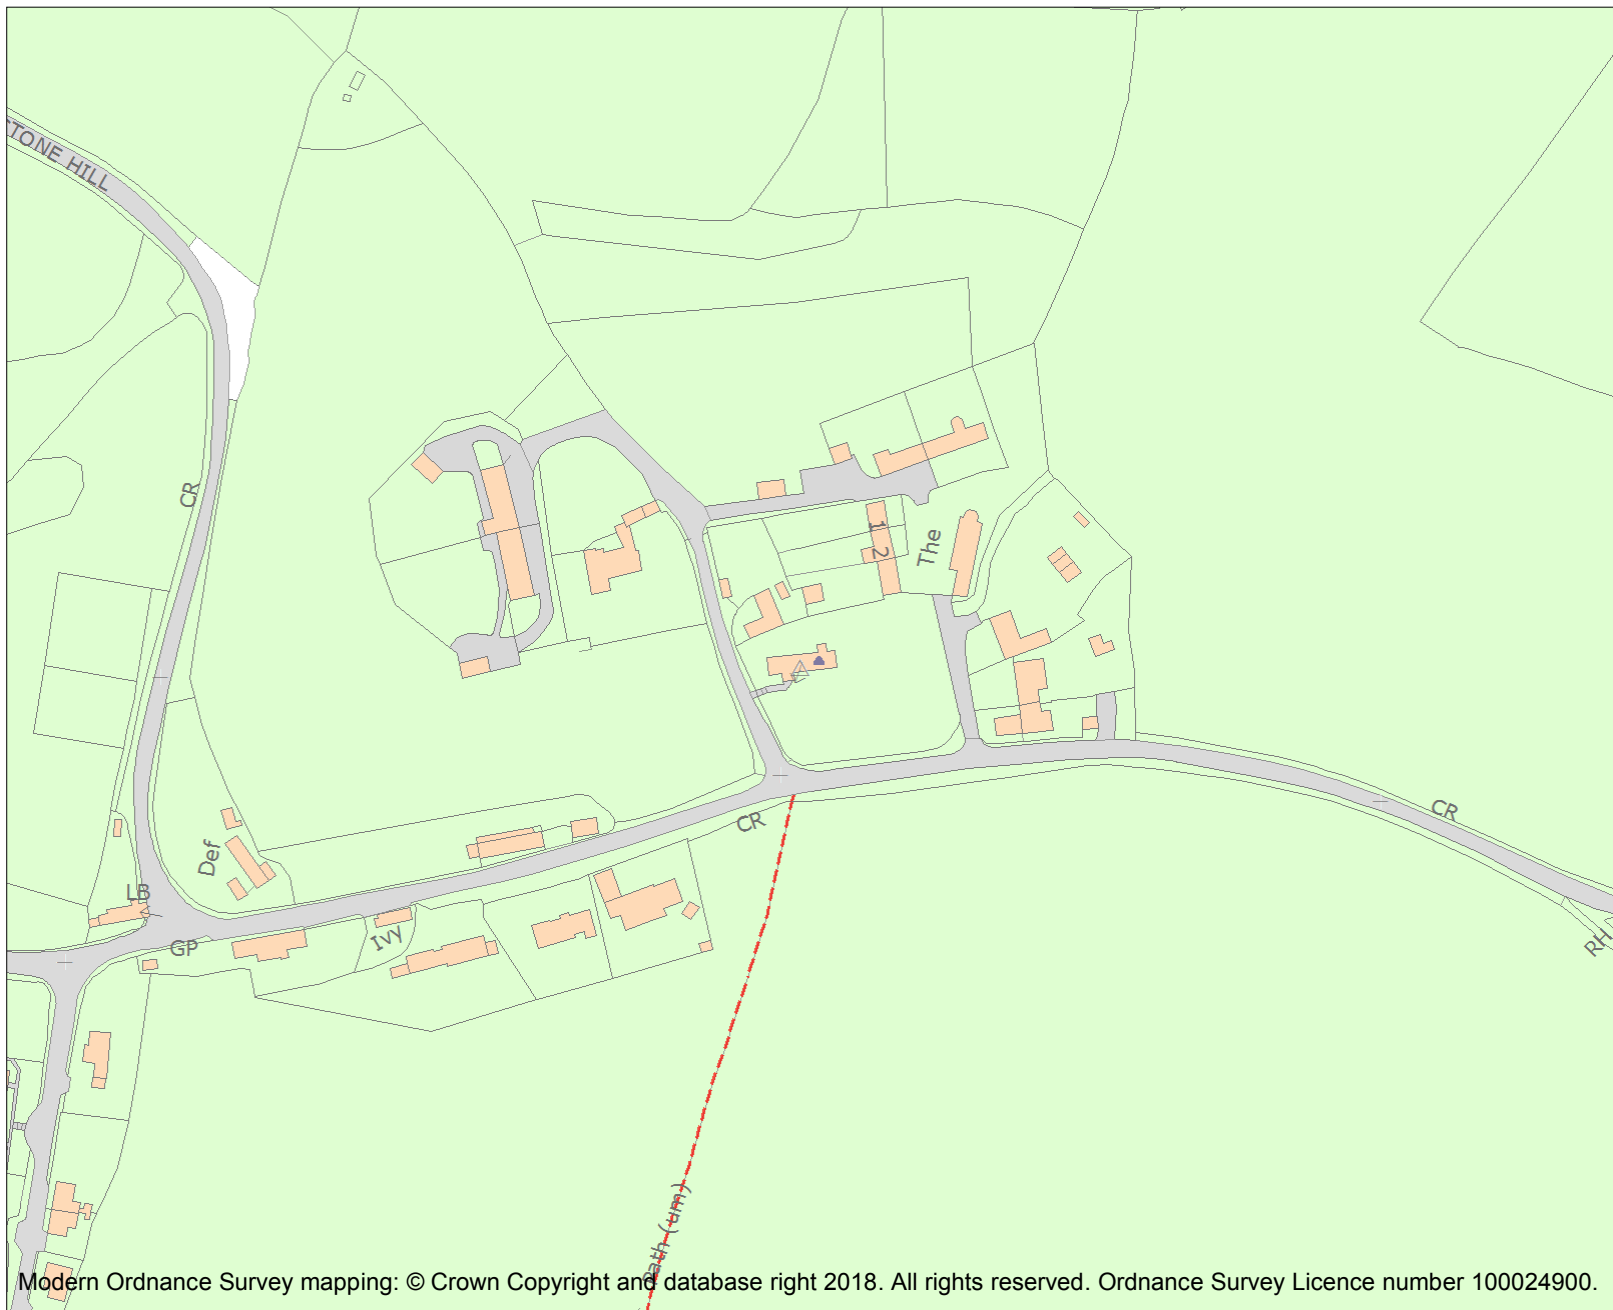 TONE HILL
CR
1
2
The
CR
CR
Def
LB
GP
Ivy
RH
Path (um)
Modern Ordnance Survey mapping: © Crown Copyright and database right 2018. All rights reserved. Ordnance Survey Licence number 100024900.